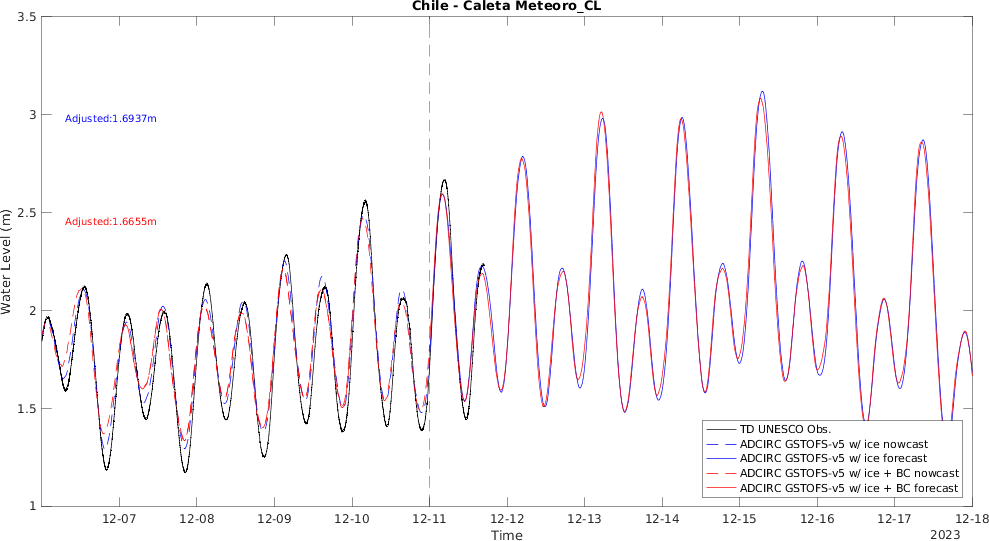 Chile - Caleta Meteoro_CL
3.5
3
2.5
2
1.5
1
Water Level (m)
Adjusted:1.6937m
Adjusted:1.6655m
TD UNESCO Obs.
ADCIRC GSTOFS-v5 w/ ice nowcast
ADCIRC GSTOFS-v5 w/ ice forecast
ADCIRC GSTOFS-v5 w/ ice + BC nowcast
ADCIRC GSTOFS-v5 w/ ice + BC forecast
12-07 12-08 12-09 12-10 12-11 12-12 12-13 12-14 12-15 12-16 12-17 12-18
Time
2023